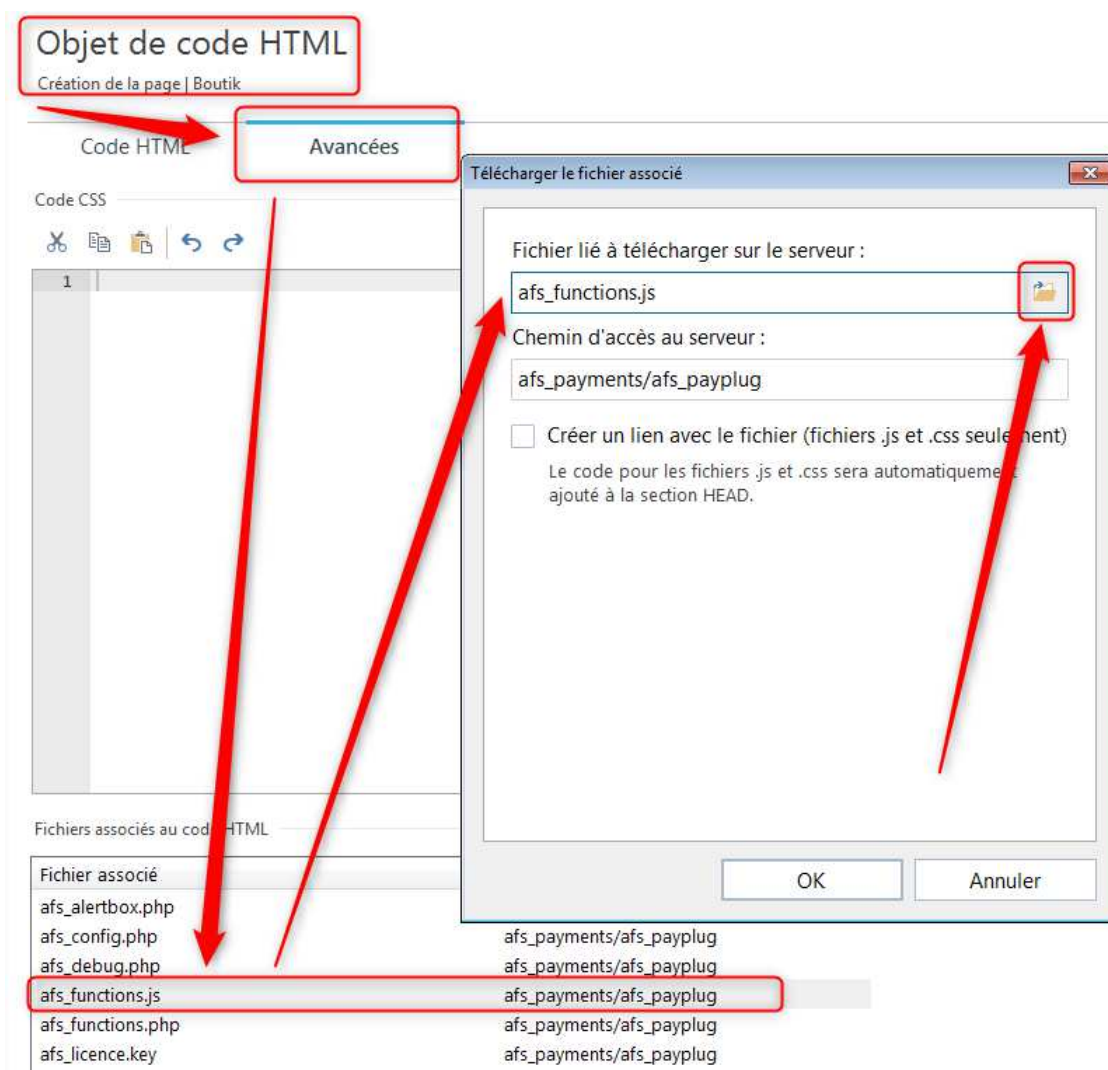 Objet de code HTML
Création de la page | Boutik
Code HTML
Avancées
Code CSS
1
Télécharger le fichier associé
Fichier lié à télécharger sur le serveur :
afs_functions.js
Chemin d'accès au serveur :
afs_payments/afs_payplug
Créer un lien avec le fichier (fichiers .js et .css seulement)
Le code pour les fichiers .js et .css sera automatiquement
ajouté à la section HEAD.
OK
Annuler
Fichiers associés au code HTML
Fichier associé
afs_alertbox.php
afs_config.php afs_payments/afs_payplug
afs_debug.php afs_payments/afs_payplug
afs_functions.js afs_payments/afs_payplug
afs_functions.php afs_payments/afs_payplug
afs_licence.key afs_payments/afs_payplug